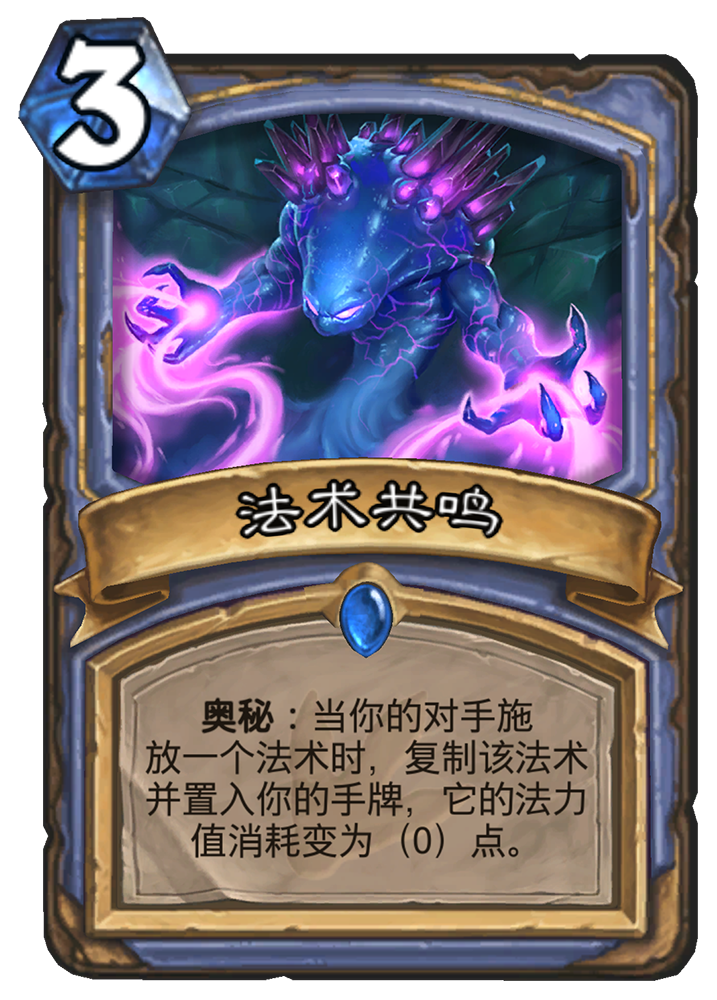 3
法术共鸣
奥秘：当你的对手施
放一个法术时，复制该法术
并置入你的手牌，它的法力
值消耗变为（0）点。